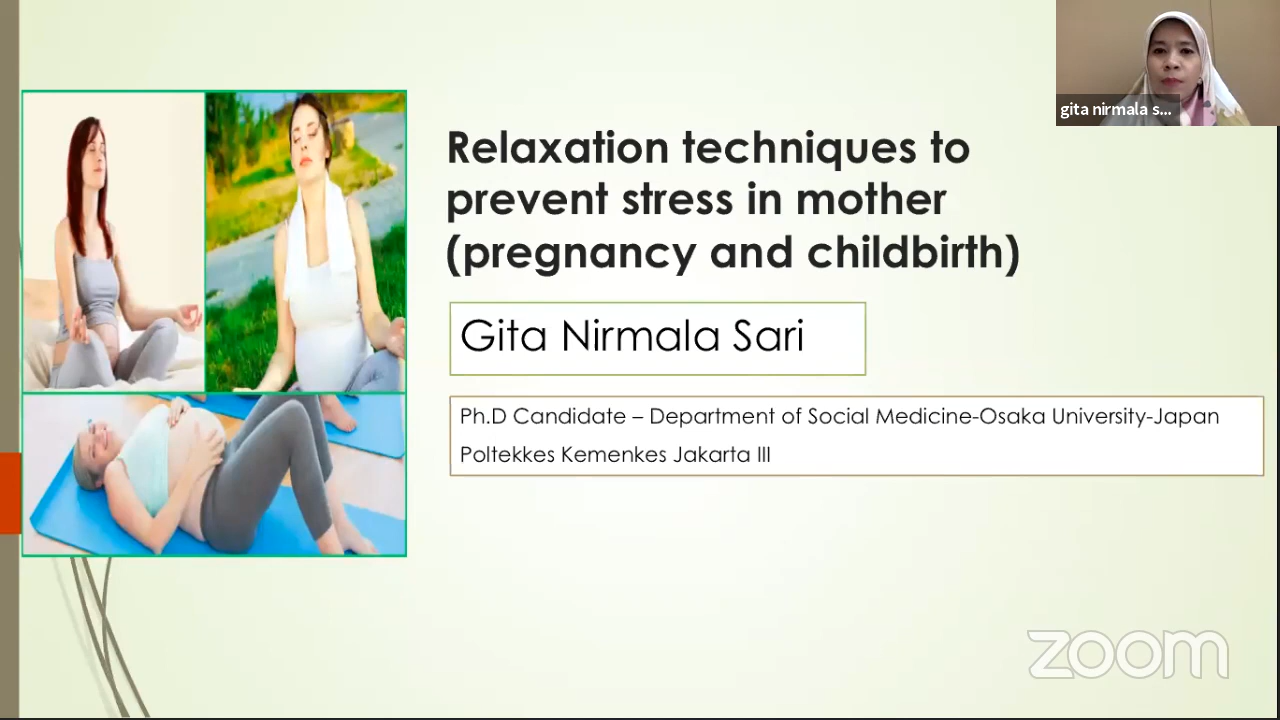 gita nirmala s...
Relaxation techniques to
prevent stress in mother
(pregnancy and childbirth)
Gita Nirmala Sari
Ph.D Candidate – Department of Social Medicine-Osaka University-Japan
Poltekkes Kemenkes Jakarta III
zoom